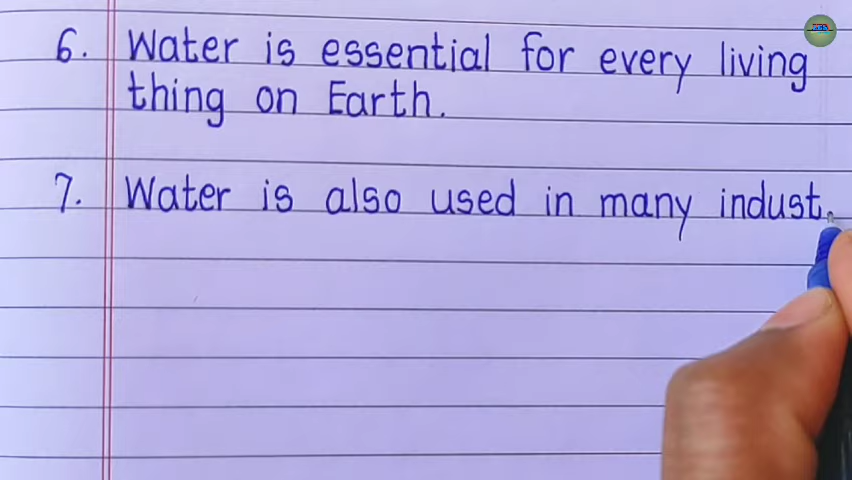 6. Water is essential for every living
thing on Earth.
7. Water is also used in many indust